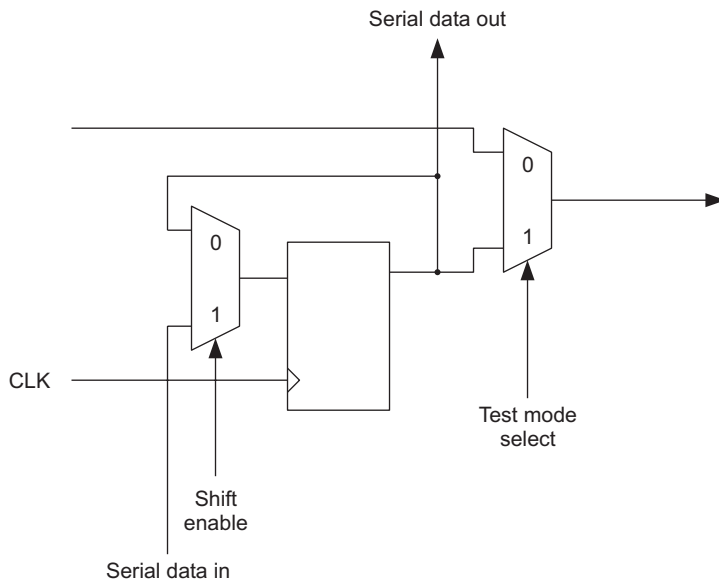 Serial data out
0
1
0
1
CLK
Test mode
select
Shift
enable
Serial data in